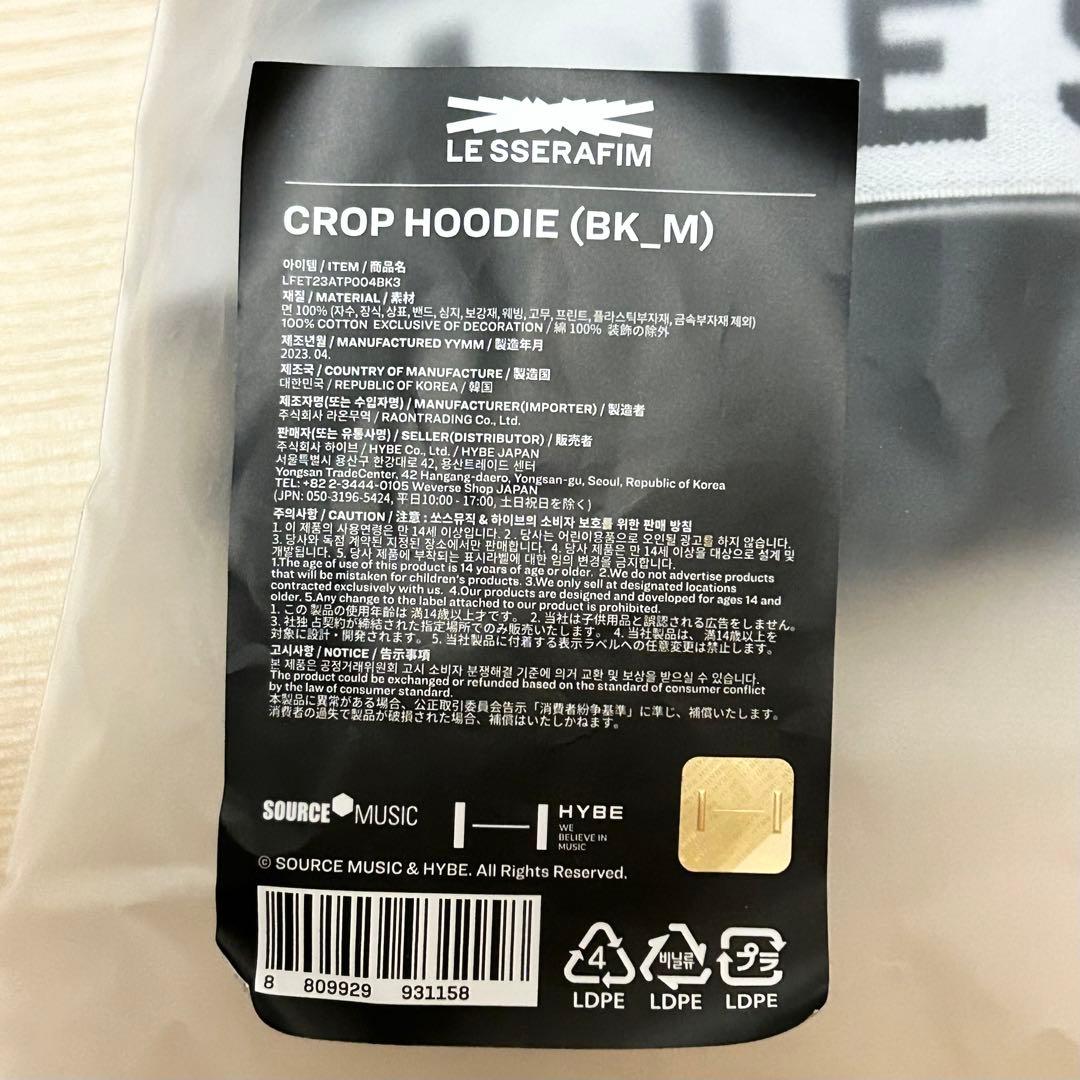 ES
LE SSERAFIM
CROP HOODIE (BK_M)
아이템 / ITEM / 商品名
LFET23ATP004BK3
재질 / MATERIAL / 素材
면 100% (자수, 장식, 상표, 밴드, 심지, 보강재, 웨빙, 고무, 프린트, 플라스틱부자재, 금속부자재 제외)
100% COTTON EXCLUSIVE OF DECORATION / 綿 100% 装飾の除外
제조년월 / MANUFACTURED YYMM / 製造年月
2023. 04.
제조국 / COUNTRY OF MANUFACTURE / 製造国
대한민국 / REPUBLIC OF KOREA / 韓国
제조자명(또는 수입자명) / MANUFACTURER(IMPORTER) / 製造者
주식회사 라온무역 / RAONTRADING Co., Ltd.
판매자(또는 유통사명) / SELLER(DISTRIBUTOR) / 販売者
주식회사 하이브 / HYBE Co., Ltd. / HYBE JAPAN
서울특별시 용산구 한강대로 42, 용산트레이드 센터
Yongsan TradeCenter, 42 Hangang-daero, Yongsan-gu, Seoul, Republic of Korea
TEL: +82 2-3444-0105 Weverse Shop JAPAN
(JPN: 050-3196-5424, 平日10:00 - 17:00, 土日祝日を除く)
주의사항 / CAUTION / 注意 : 쏘스뮤직 & 하이브의 소비자 보호를 위한 판매 방침
1. 이 제품의 사용연령은 만 14세 이상입니다. 2. 당사는 어린이용품으로 오인될 광고를 하지 않습니다.
3. 당사와 독점 계약된 지정된 장소에서만 판매합니다. 4. 당사 제품은 만 14세 이상을 대상으로 설계 및
개발됩니다. 5. 당사 제품에 부착되는 표시라벨에 대한 임의 변경을 금지합니다.
1.The age of use of this product is 14 years of age or older. 2.We do not advertise products
that will be mistaken for children's products. 3.We only sell at designated locations
contracted exclusively with us. 4.Our products are designed and developed for ages 14 and
older. 5.Any change to the label attached to our product is prohibited.
1. この 製品の使用年齢は 満14歳以上才です。 2. 当社は子供用品と誤認される広告をしません。
3. 社独 占契約が締結された指定場所でのみ販売いたします。 4. 当社製品は、満14歳以上を
対象に設計・開発されます。 5. 当社製品に付着する表示ラベルへの任意変更は禁止します。
고시사항 / NOTICE / 告示事項
본 제품은 공정거래위원회 고시 소비자 분쟁해결 기준에 의거 교환 및 보상을 받으실 수 있습니다.
The product could be exchanged or refunded based on the standard of consumer conflict
by the law of consumer standard.
本製品に異常がある場合、公正取引委員会告示「消費者紛争基準」に準じ、補償いたします。
消費者の過失で製品が破損された場合、補償はいたしかねます。
SOURCE MUSIC
HYBE
WE
BELIEVE IN
MUSIC
© SOURCE MUSIC & HYBE. All Rights Reserved.
8 809929 931158
4
LDPE
비닐류
LDPE
プラ
LDPE